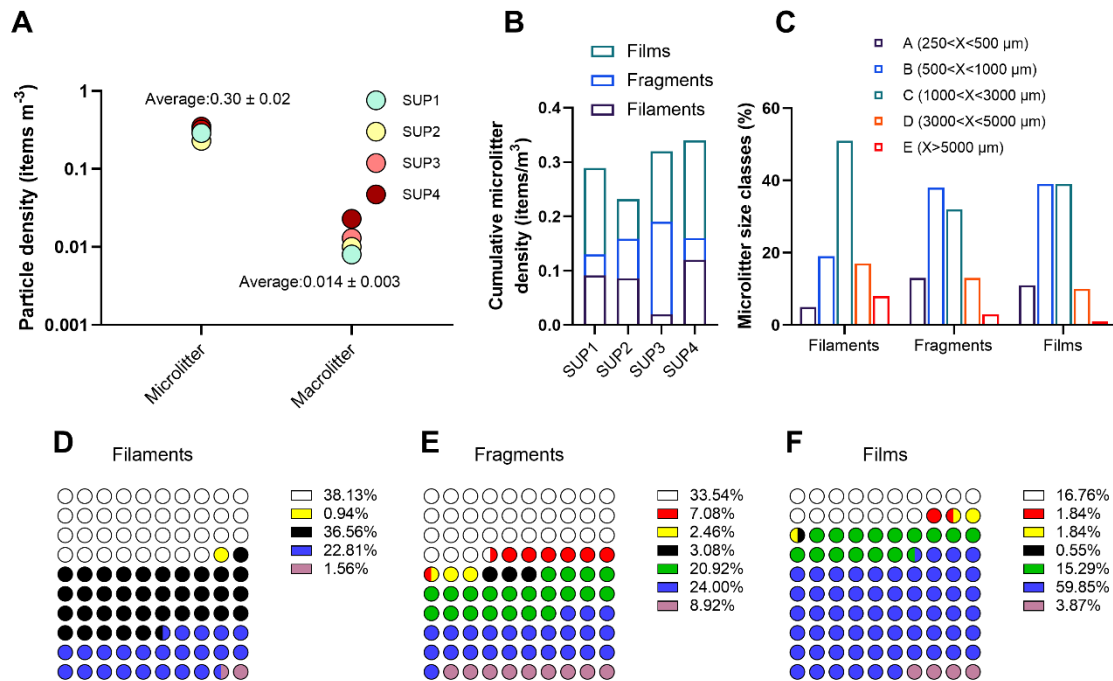 A
Particle density (items m⁻³)
1
0.1
0.01
0.001
Average:0.30 ± 0.02
Average:0.014 ± 0.003
SUP1
SUP2
SUP3
SUP4
Microlitter
Macrolitter
B
Films
Fragments
Filaments
Cumulative microlitter
density (items/m³)
0.4
0.3
0.2
0.1
0.0
SUP1
SUP2
SUP3
SUP4
C
A (250<X<500 µm)
B (500<X<1000 µm)
C (1000<X<3000 µm)
D (3000<X<5000 µm)
E (X>5000 µm)
Microlitter size classes (%)
60
40
20
0
Filaments
Fragments
Films
D
Filaments
38.13%
0.94%
36.56%
22.81%
1.56%
E
Fragments
33.54%
7.08%
2.46%
3.08%
20.92%
24.00%
8.92%
F
Films
16.76%
1.84%
1.84%
0.55%
15.29%
59.85%
3.87%